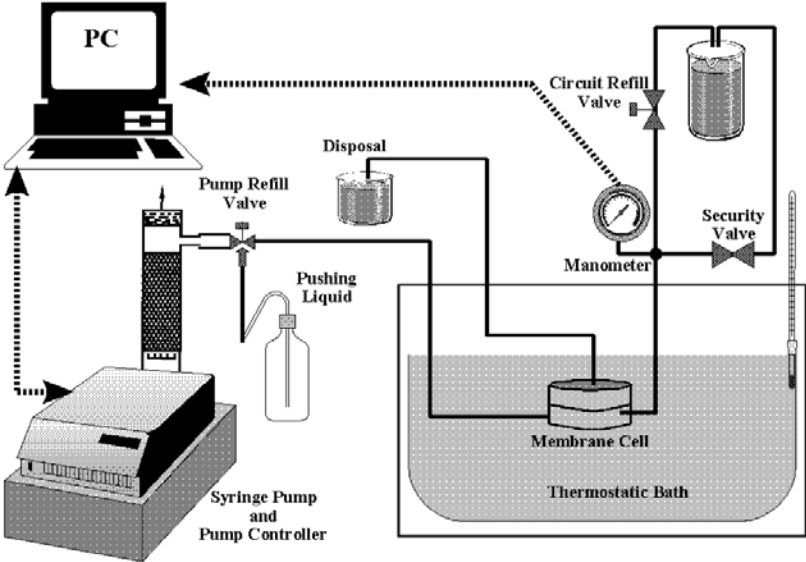 PC
Circuit Refill
Valve
Disposal
Pump Refill
Valve
Security
Valve
Manometer
Pushing
Liquid
Membrane Cell
Thermostatic Bath
Syringe Pump
and
Pump Controller